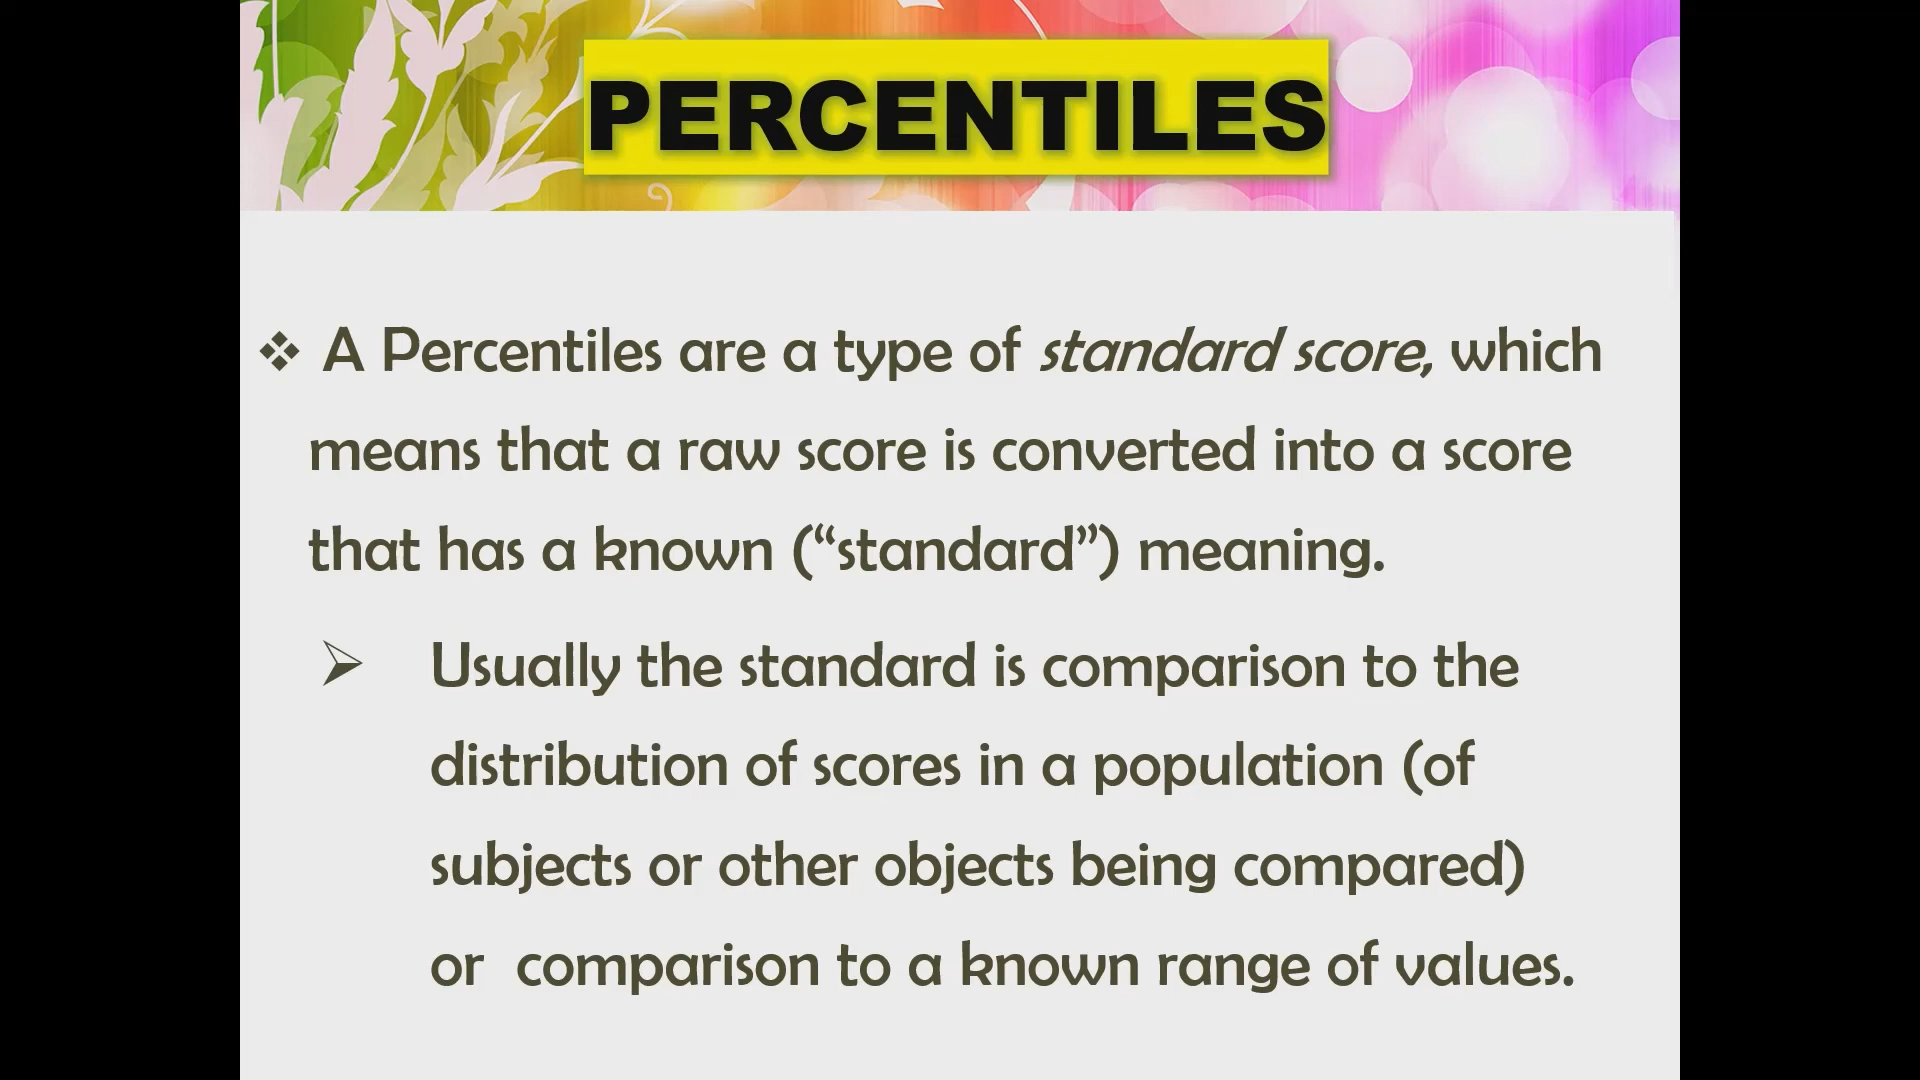 PERCENTILES
❖ A Percentiles are a type of standard score, which
means that a raw score is converted into a score
that has a known (“standard”) meaning.
➢ Usually the standard is comparison to the
distribution of scores in a population (of
subjects or other objects being compared)
or comparison to a known range of values.